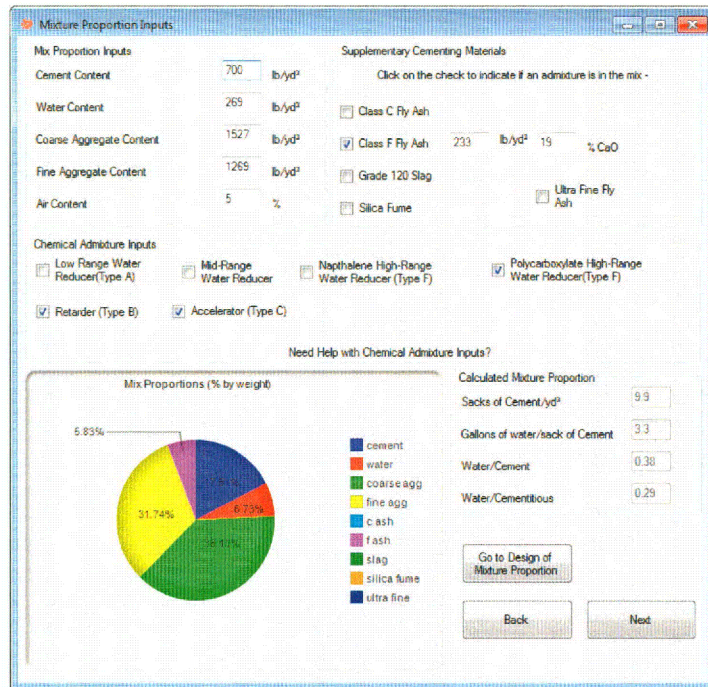 Mixture Proportion Inputs
Mix Proportion Inputs
Cement Content 700 lb/yd³
Water Content 269 lb/yd³
Coarse Aggregate Content 1527 lb/yd³
Fine Aggregate Content 1269 lb/yd³
Air Content 5 %
Supplementary Cementing Materials
Click on the check to indicate if an admixture is in the mix -
Class C Fly Ash
Class F Fly Ash 233 lb/yd³ 19 % CaO
Grade 120 Slag
Ultra Fine Fly
Ash
Silica Fume
Chemical Admixture Inputs
Low Range Water
Reducer(Type A)
Mid-Range
Water Reducer
Napthalene High-Range
Water Reducer (Type F)
Polycarboxylate High-Range
Water Reducer(Type F)
Retarder (Type B)
Accelerator (Type C)
Need Help with Chemical Admixture Inputs?
Mix Proportions (% by weight)
5.83%
6.73%
31.74%
cement
water
coarse agg
fine agg
c ash
f ash
slag
silica fume
ultra fine
Calculated Mixture Proportion
Sacks of Cement/yd³ 9.9
Gallons of water/sack of Cement 3.3
Water/Cement 0.38
Water/Cementitious 0.29
Go to Design of
Mixture Proportion
Back
Next